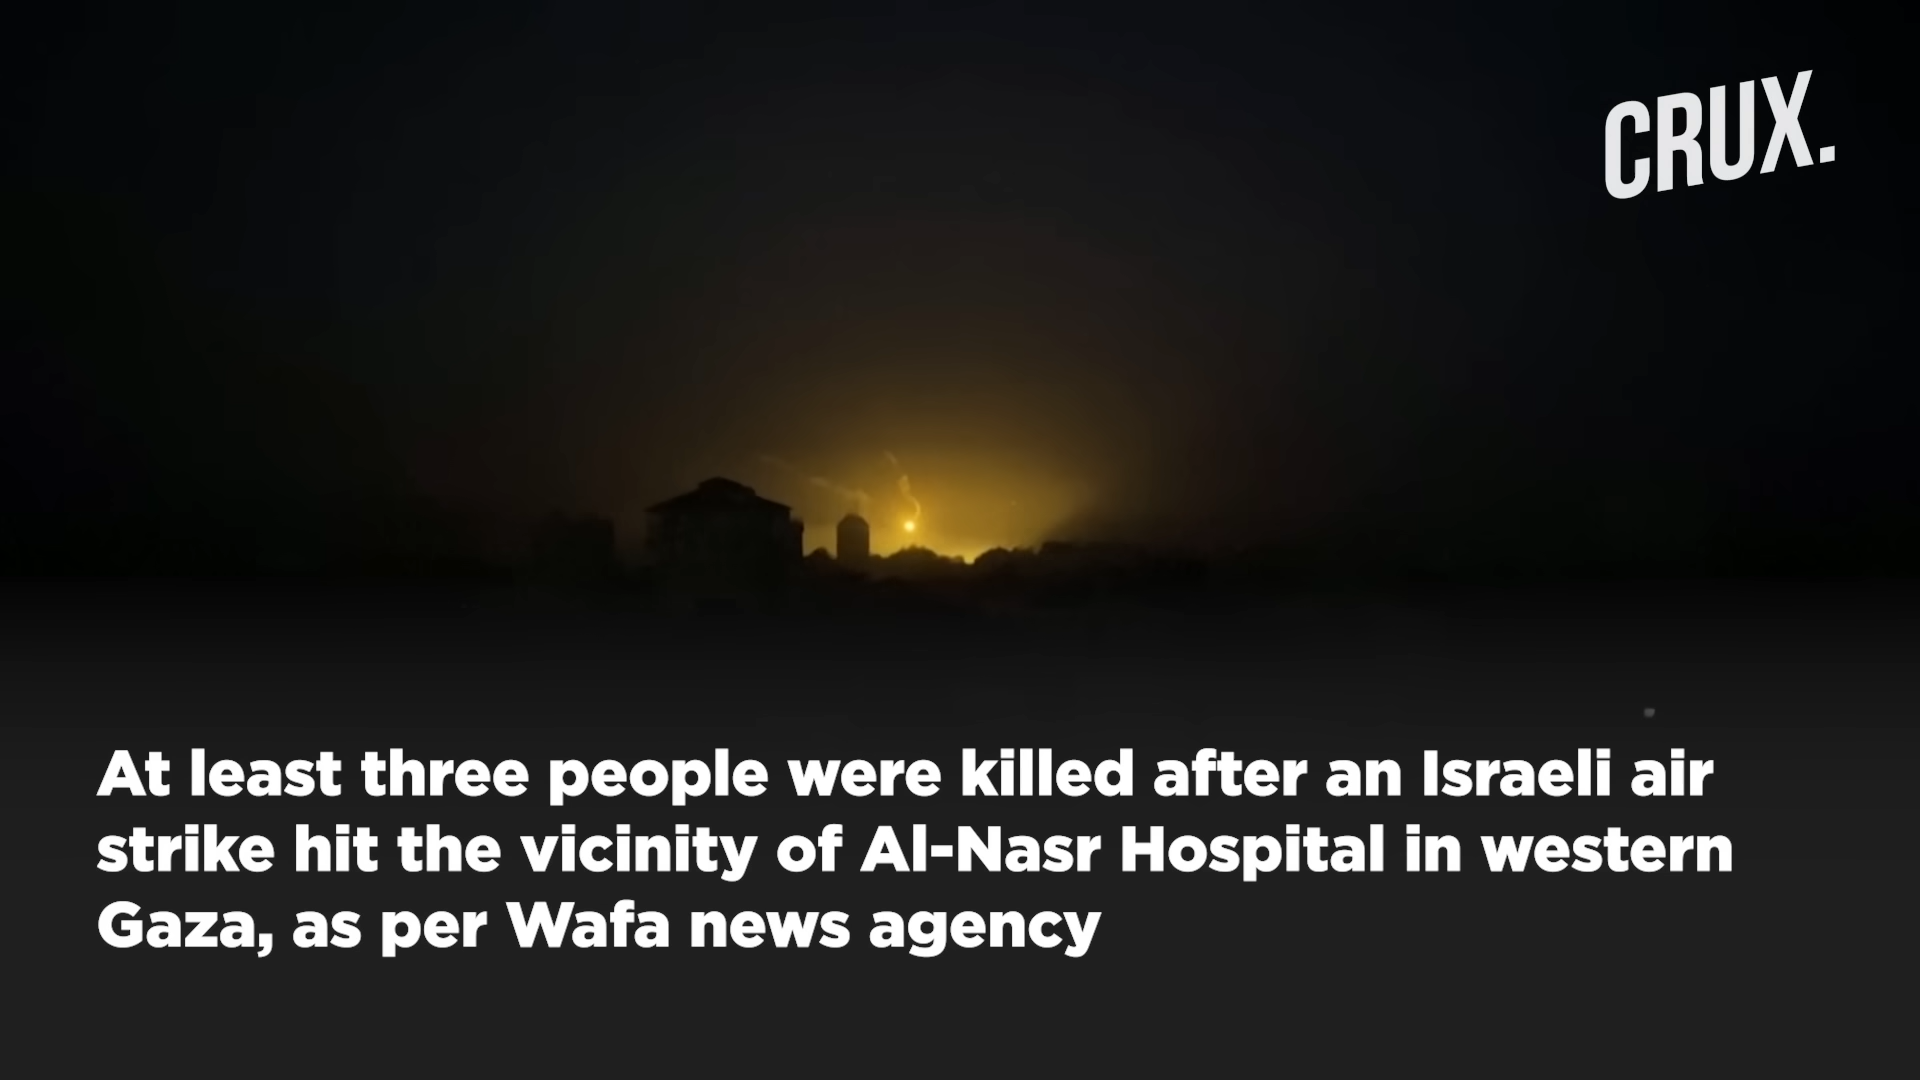 CRUX.
At least three people were killed after an Israeli air
strike hit the vicinity of Al-Nasr Hospital in western
Gaza, as per Wafa news agency